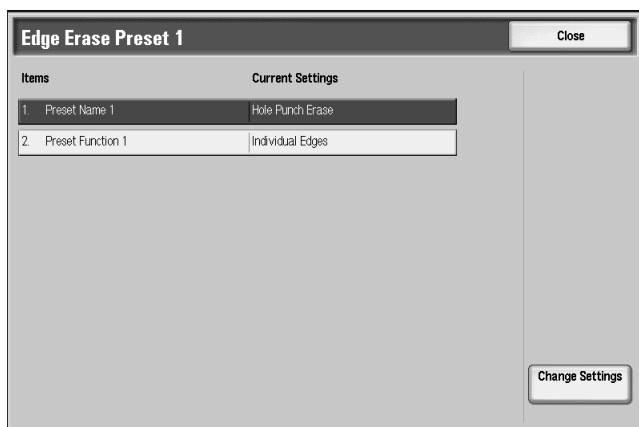 Edge Erase Preset 1
Close
Items Current Settings
1. Preset Name 1 Hole Punch Erase
2. Preset Function 1 Individual Edges
Change Settings